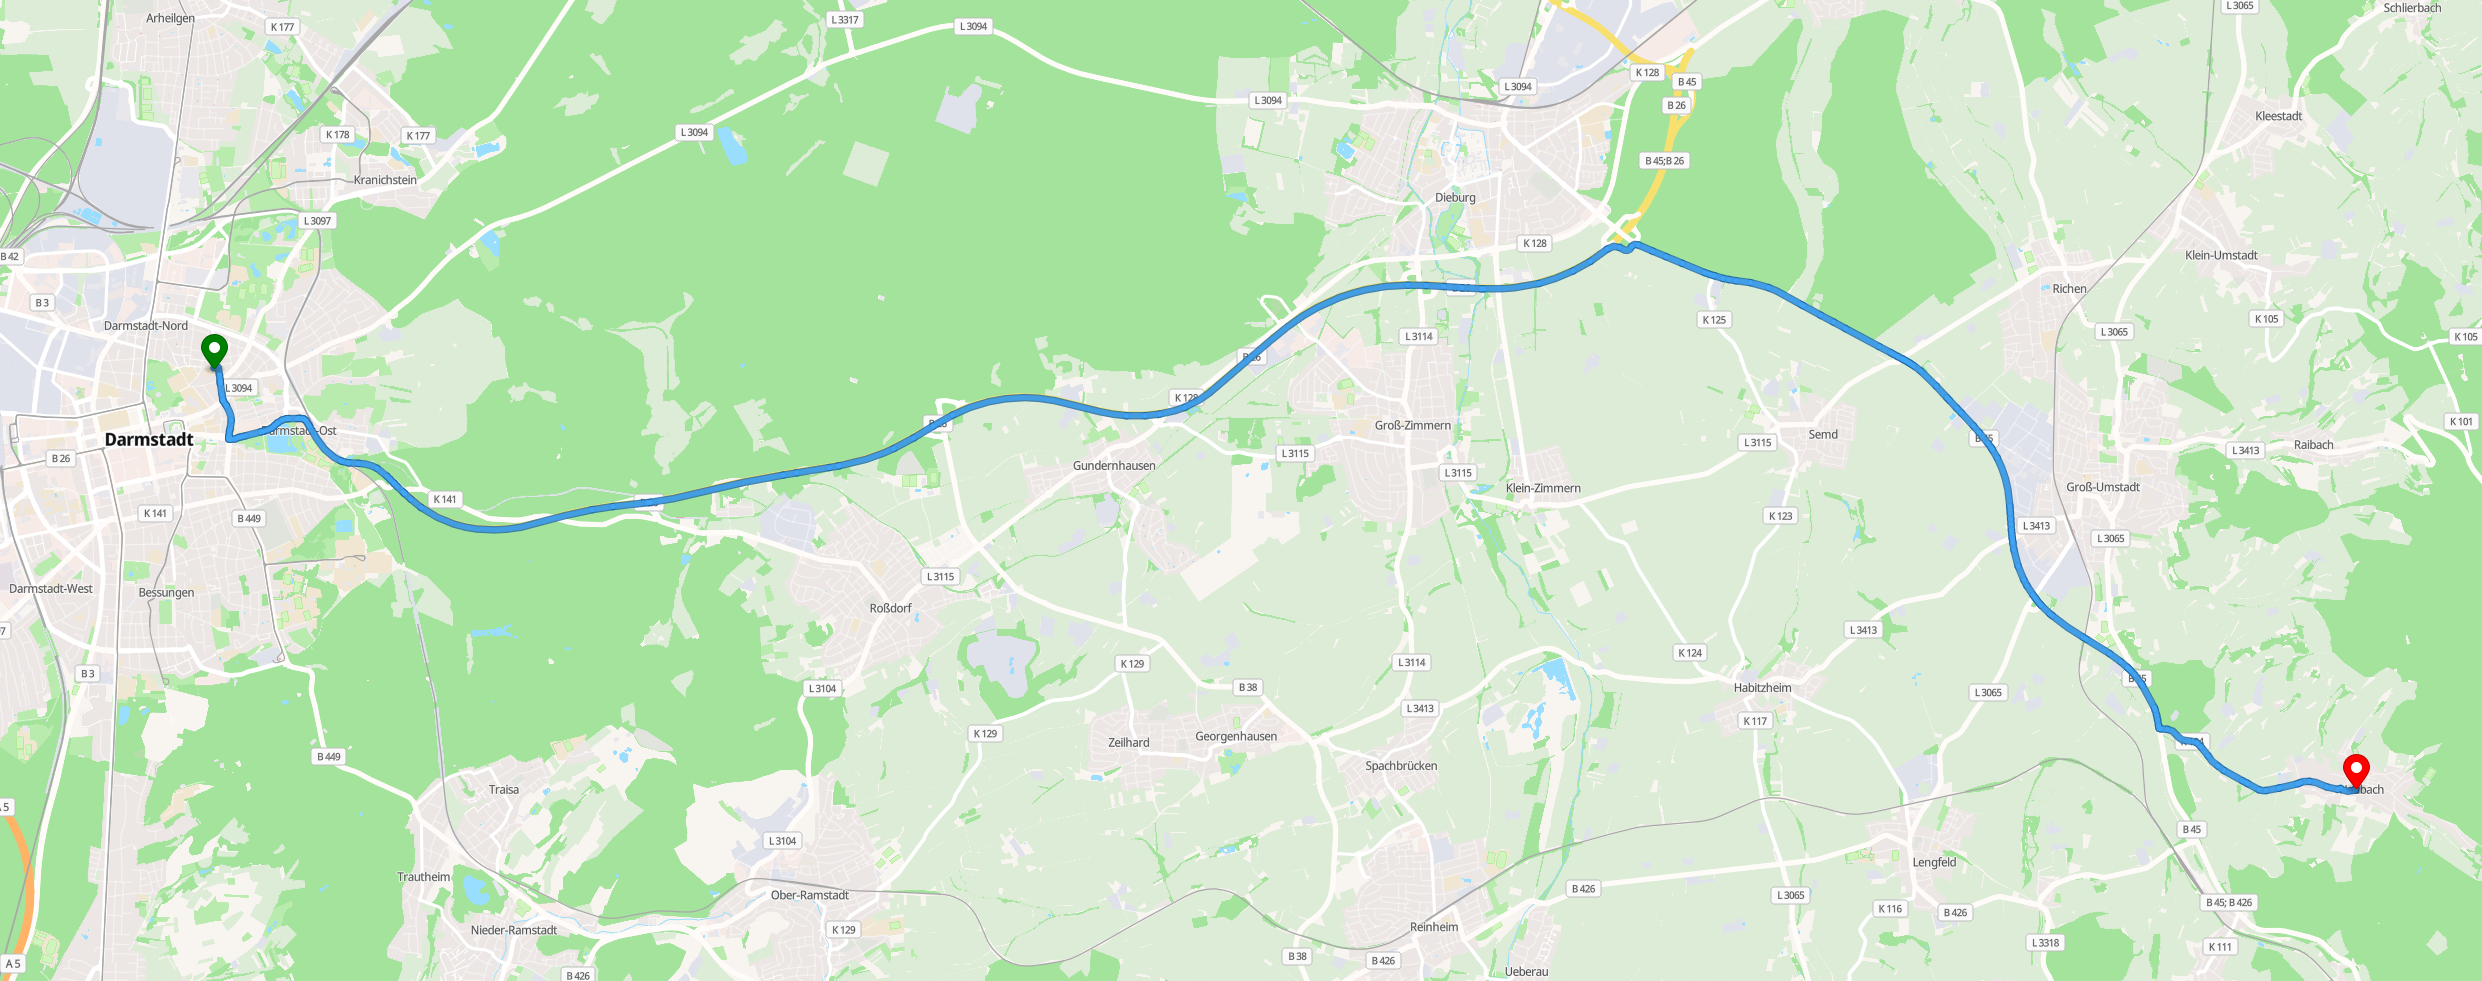 Arheilgen
K 177
L 3317
L 3094
L 3065
Schlierbach
K 128
B 45
L 3094
B 26
L 3094
Kleestadt
L 3094
K 178
K 177
B 45;B 26
Kranichstein
Dieburg
L 3097
K 128
B 42
Klein-Umstadt
Richen
B 3
K 125
K 105
Darmstadt-Nord
L 3065
L 3114
K 105
L 3094
K 101
Darmstadt
Groß-Zimmern
Semd
L 3115
Raibach
L 3413
L 3115
B 26
Gundernhausen
L 3115
Klein-Zimmern
Groß-Umstadt
K 141
K 141
B 449
K 123
L 3413
L 3065
L 3115
Darmstadt-West
Bessungen
Roßdorf
L 3413
K 129
L 3114
K 124
B 3
L 3104
B 38
Habitzheim
L 3065
L 3413
K 117
K 129
Zeilhard
Georgenhausen
B 449
Spachbrücken
Traisa
A 5
B 45
L 3104
Lengfeld
Trautheim
Ober-Ramstadt
B 426
L 3065
K 116
B 426
B 45; B 426
Nieder-Ramstadt
K 129
Reinheim
L 3318
K 111
A 5
B 426
B 38
B 426
Ueberau